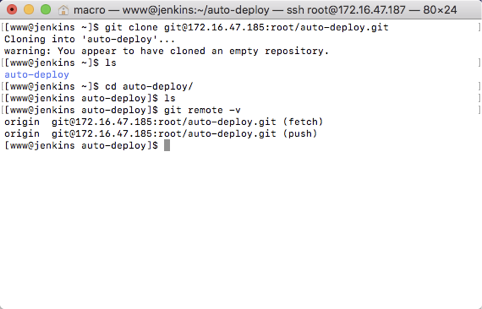 macro — www@jenkins:~/auto-deploy — ssh root@172.16.47.187 — 80×24
[[www@jenkins ~]$ git clone git@172.16.47.185:root/auto-deploy.git ]
Cloning into 'auto-deploy'...
warning: You appear to have cloned an empty repository.
[[www@jenkins ~]$ ls ]
auto-deploy
[[www@jenkins ~]$ cd auto-deploy/ ]
[[www@jenkins auto-deploy]$ ls ]
[[www@jenkins auto-deploy]$ git remote -v ]
origin  git@172.16.47.185:root/auto-deploy.git (fetch)
origin  git@172.16.47.185:root/auto-deploy.git (push)
[www@jenkins auto-deploy]$